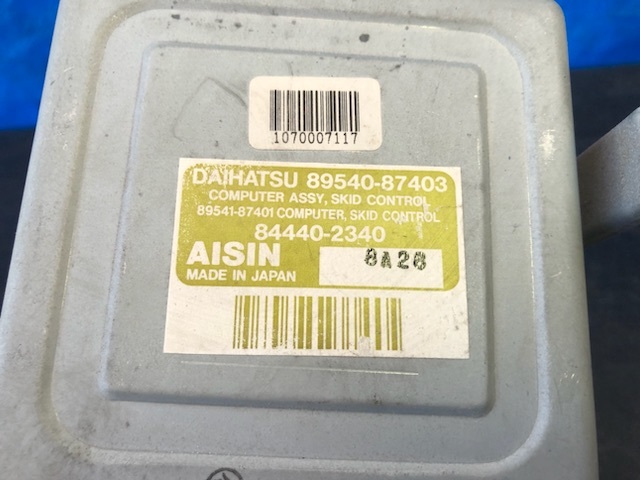 1070007117
DAIHATSU 89540-87403
COMPUTER ASSY, SKID CONTROL
89541-87401 COMPUTER, SKID CONTROL
84440-2340
AISIN 8A28
MADE IN JAPAN